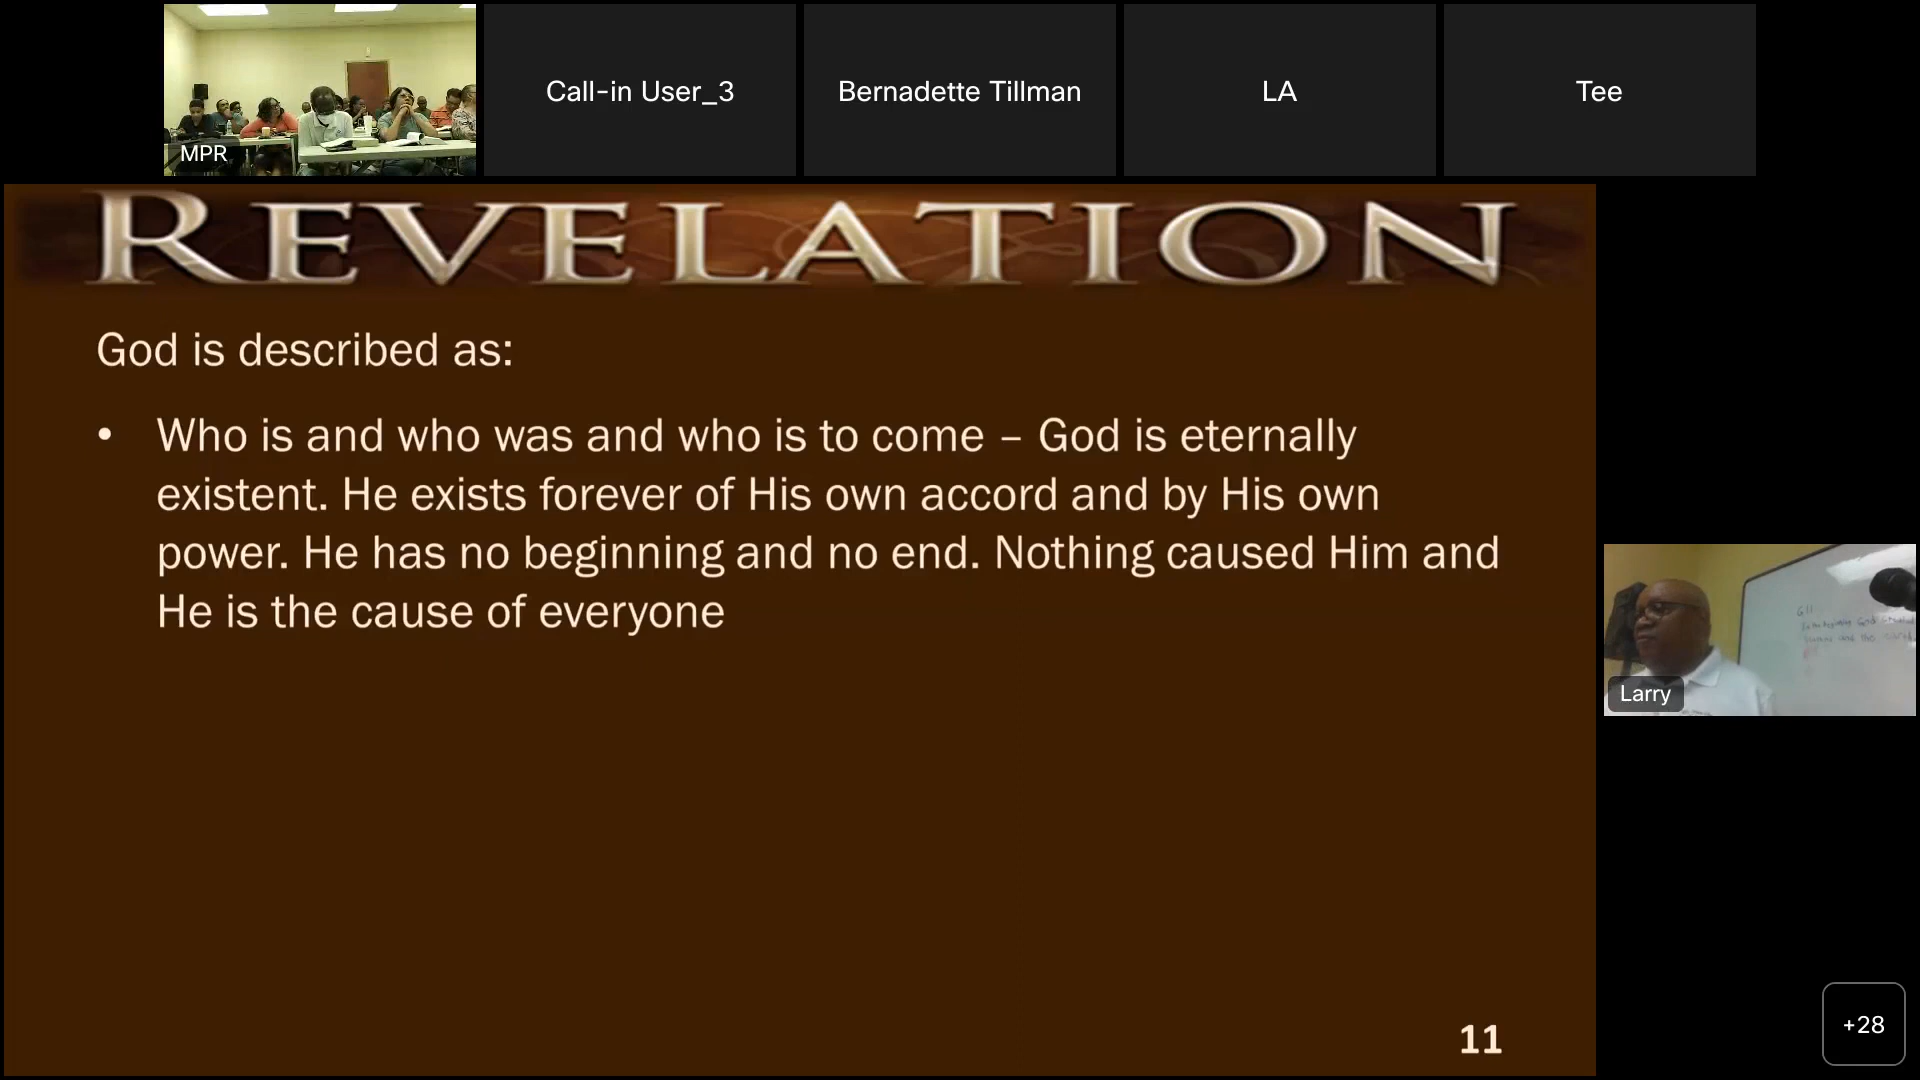 MPR
Call-in User_3
Bernadette Tillman
LA
Tee
REVELATION
God is described as:
• Who is and who was and who is to come – God is eternally
existent. He exists forever of His own accord and by His own
power. He has no beginning and no end. Nothing caused Him and
He is the cause of everyone
11
Larry
God
and the
+28